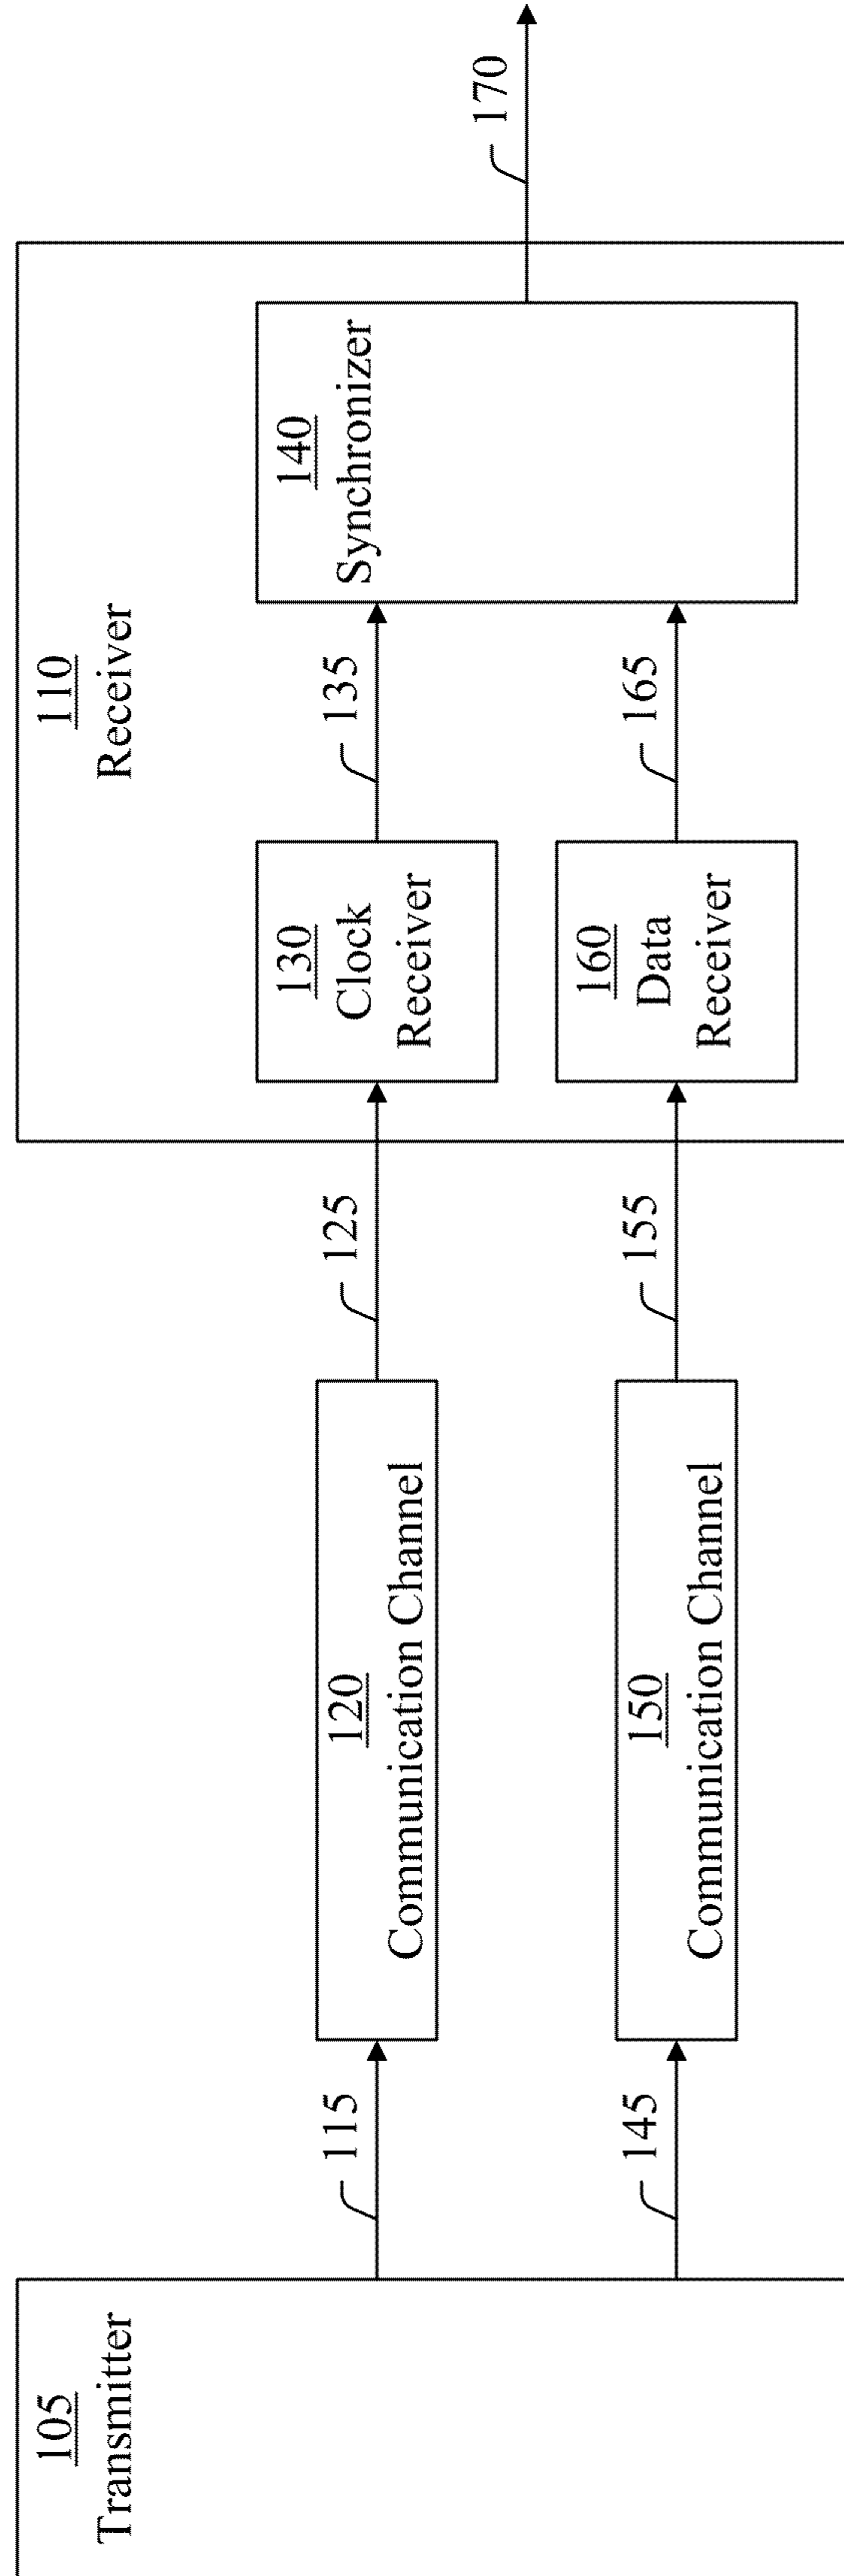 105
Transmitter
115
120
Communication Channel
125
145
150
Communication Channel
155
110
Receiver
130
Clock
Receiver
135
160
Data
Receiver
165
140
Synchronizer
170